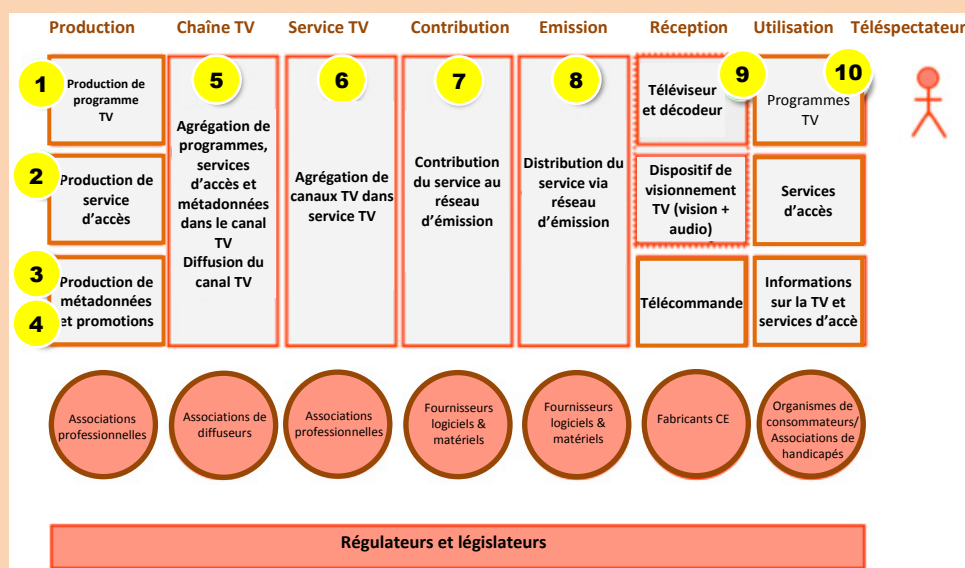 Production Chaîne TV Service TV Contribution Emission Réception Utilisation Téléspectateur
1
Production de
programme
TV
2
Production de
service
d’accès
3
4
Production de
métadonnées
et promotions
5
Agrégation de
programmes,
services
d’accès et
métadonnées
dans le canal
TV
Diffusion du
canal TV
6
Agrégation de
canaux TV dans
service TV
7
Contribution
du service au
réseau
d’émission
8
Distribution du
service via
réseau
d’émission
9
Téléviseur
et décodeur
Dispositif de
visionnement
TV (vision +
audio)
Télécommande
10
Programmes
TV
Services
d’accès
Informations
sur la TV et
services d’accè
Associations
professionnelles
Associations de
diffuseurs
Associations
professionnelles
Fournisseurs
logiciels &
matériels
Fournisseurs
logiciels &
matériels
Fabricants CE
Organismes de
consommateurs/
Associations de
handicapés
Régulateurs et législateurs